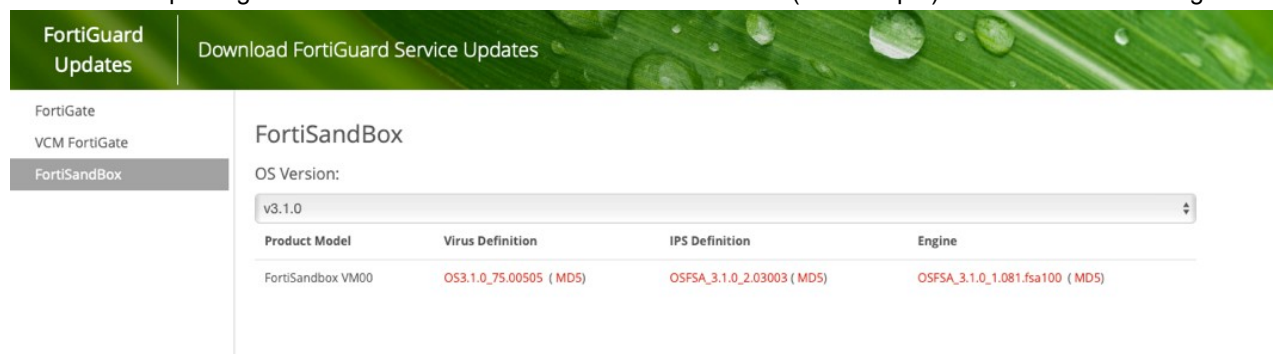 FortiGuard
Updates
Download FortiGuard Service Updates
FortiGate
VCM FortiGate
FortiSandBox
FortiSandBox
OS Version:
v3.1.0
Product Model Virus Definition IPS Definition Engine
FortiSandbox VM00 OS3.1.0_75.00505 ( MD5) OSFSA_3.1.0_2.03003 ( MD5) OSFSA_3.1.0_1.081.fsa100 ( MD5)